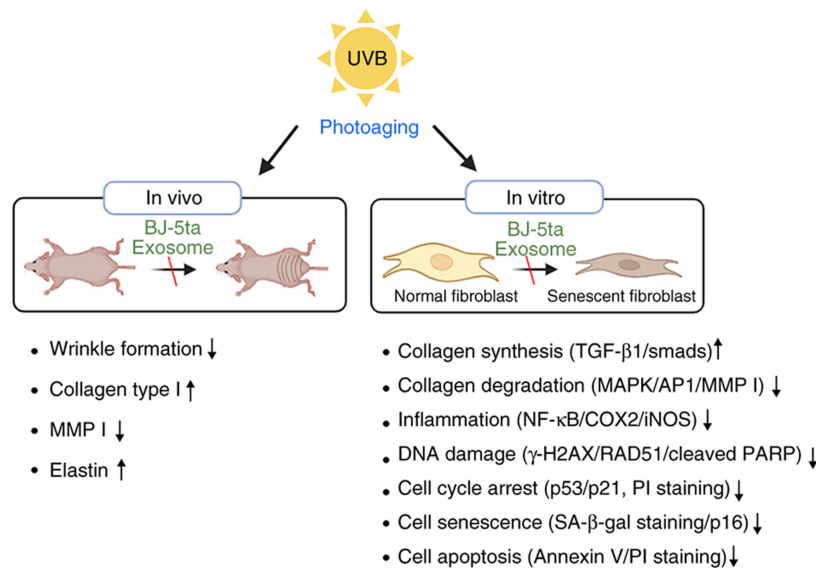 UVB
Photoaging
In vivo
BJ-5ta
Exosome
• Wrinkle formation ↓
• Collagen type I ↑
• MMP I ↓
• Elastin ↑
In vitro
BJ-5ta
Exosome
Normal fibroblast
Senescent fibroblast
• Collagen synthesis (TGF-β1/smads)↑
• Collagen degradation (MAPK/AP1/MMP I) ↓
• Inflammation (NF-κB/COX2/iNOS) ↓
• DNA damage (γ-H2AX/RAD51/cleaved PARP) ↓
• Cell cycle arrest (p53/p21, PI staining) ↓
• Cell senescence (SA-β-gal staining/p16) ↓
• Cell apoptosis (Annexin V/PI staining) ↓